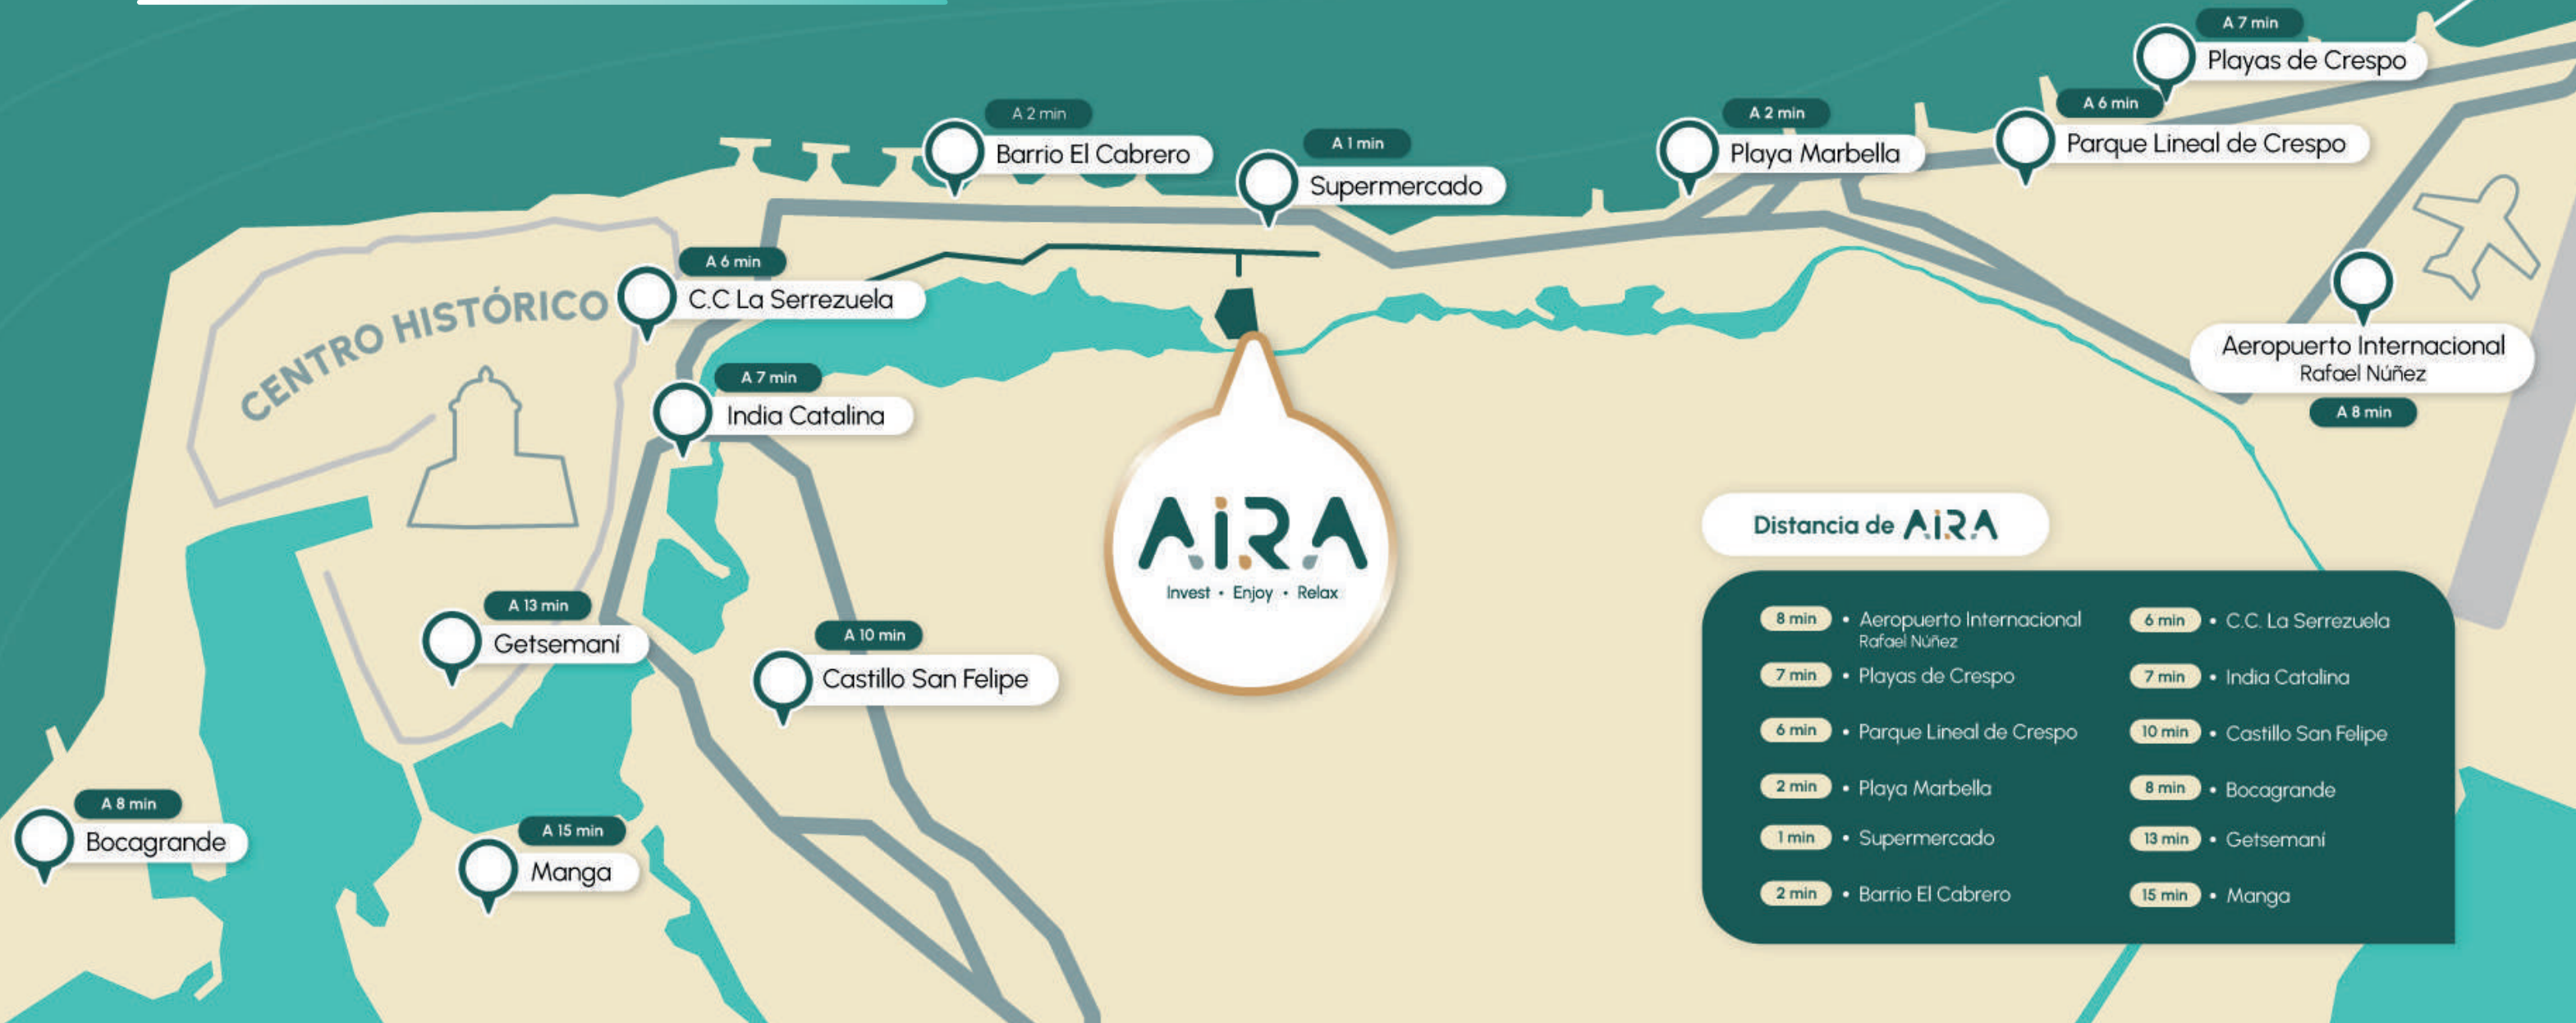 A 7 min
Playas de Crespo
A 6 min
Parque Lineal de Crespo
A 2 min
Barrio El Cabrero
A 1 min
Supermercado
A 2 min
Playa Marbella
A 6 min
C.C La Serrezuela
CENTRO HISTÓRICO
A 7 min
India Catalina
Aeropuerto Internacional
Rafael Núñez
A 8 min
AIRA
Invest • Enjoy • Relax
A 13 min
Getsemaní
A 10 min
Castillo San Felipe
A 8 min
Bocagrande
A 15 min
Manga
Distancia de AIRA
8 min • Aeropuerto Internacional
Rafael Núñez
7 min • Playas de Crespo
6 min • Parque Lineal de Crespo
2 min • Playa Marbella
1 min • Supermercado
2 min • Barrio El Cabrero
6 min • C.C. La Serrezuela
7 min • India Catalina
10 min • Castillo San Felipe
8 min • Bocagrande
13 min • Getsemaní
15 min • Manga